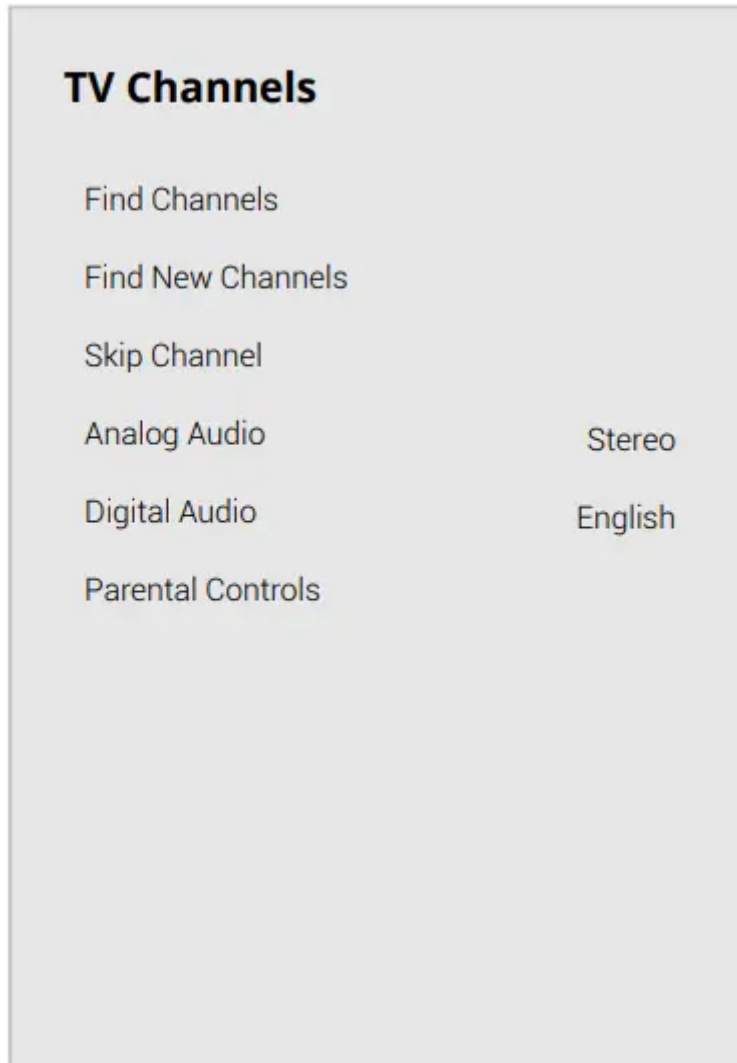 TV Channels
Find Channels
Find New Channels
Skip Channel
Analog Audio Stereo
Digital Audio English
Parental Controls